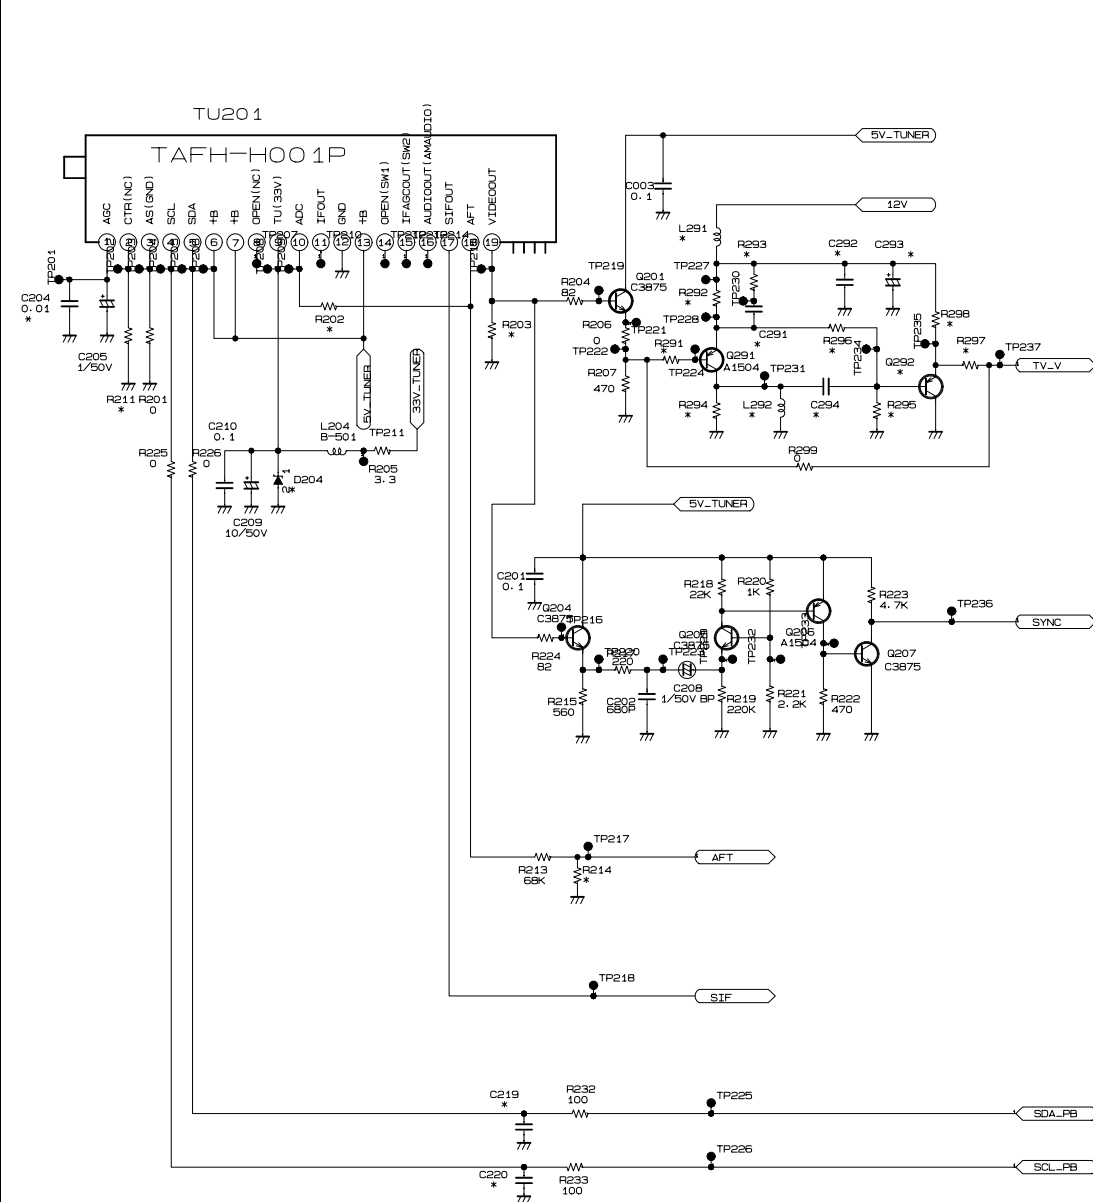 TU201
TAFH-H001P
AGC
CTR(NC)
AS(GND)
SCL
SDA
+B
+B
OPEN(NC)
TU(33V)
ADC
IFOUT
GND
+B
OPEN(SW1)
IFAGCOUT(SW2)
AUDIOOUT(AMAUDIO)
SIFOUT
AFT
VIDEOOUT
6
7
10
11
12
13
14
15
16
17
19
TP201
C204
0.01
*
C205
1/50V
R211
*
R201
0
R202
*
R203
*
5V_TUNER
33V_TUNER
C210
0.1
L204
B-501
TP211
R205
3.3
R225
0
R226
0
D204
C209
10/50V
5V_TUNER
C003
0.1
12V
L291
*
R293
*
C292
*
C293
*
TP219
R204
82
Q201
C3875
TP227
R292
*
TP230
TP228
R206
0
TP221
TP222
R291
*
TP224
Q291
A1504
C291
*
R296
*
TP234
TP235
R298
*
Q292
*
R297
*
TP237
TV_V
R207
470
TP231
R294
*
L292
*
C294
*
R295
*
R299
0
5V_TUNER
C201
0.1
Q204
C3875
TP216
R224
82
R215
560
220
C202
680P
C208
1/50V BP
R218
22K
R220
1K
TP232
R219
220K
R221
2.2K
Q206
A1504
R222
470
R223
4.7K
Q207
C3875
TP236
SYNC
TP217
R213
68K
R214
*
AFT
TP218
SIF
C219
*
R232
100
TP225
SDA_PB
C220
*
R233
100
TP226
SCL_PB